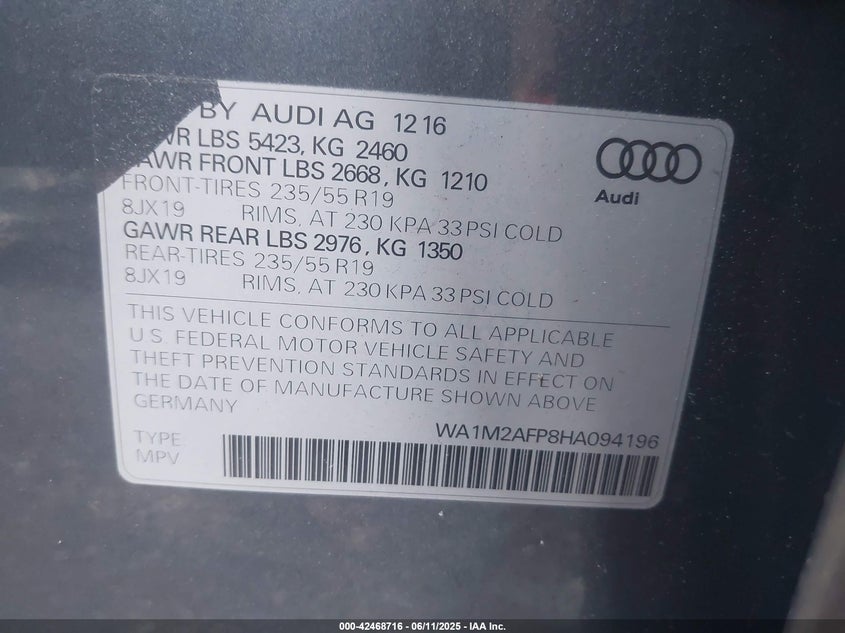 BY AUDI AG 12 16
LBS 5423, KG 2460
GAWR FRONT LBS 2668, KG 1210
FRONT-TIRES 235/55 R19
8JX19 RIMS, AT 230 KPA 33 PSI COLD
GAWR REAR LBS 2976, KG 1350
REAR-TIRES 235/55 R19
8JX19 RIMS, AT 230 KPA 33 PSI COLD
Audi
THIS VEHICLE CONFORMS TO ALL APPLICABLE
U.S. FEDERAL MOTOR VEHICLE SAFETY AND
THEFT PREVENTION STANDARDS IN EFFECT ON
THE DATE OF MANUFACTURE SHOWN ABOVE
GERMANY
WA1M2AFP8HA094196
TYPE
MPV
000-42468716 - 06/11/2025 - IAA Inc.